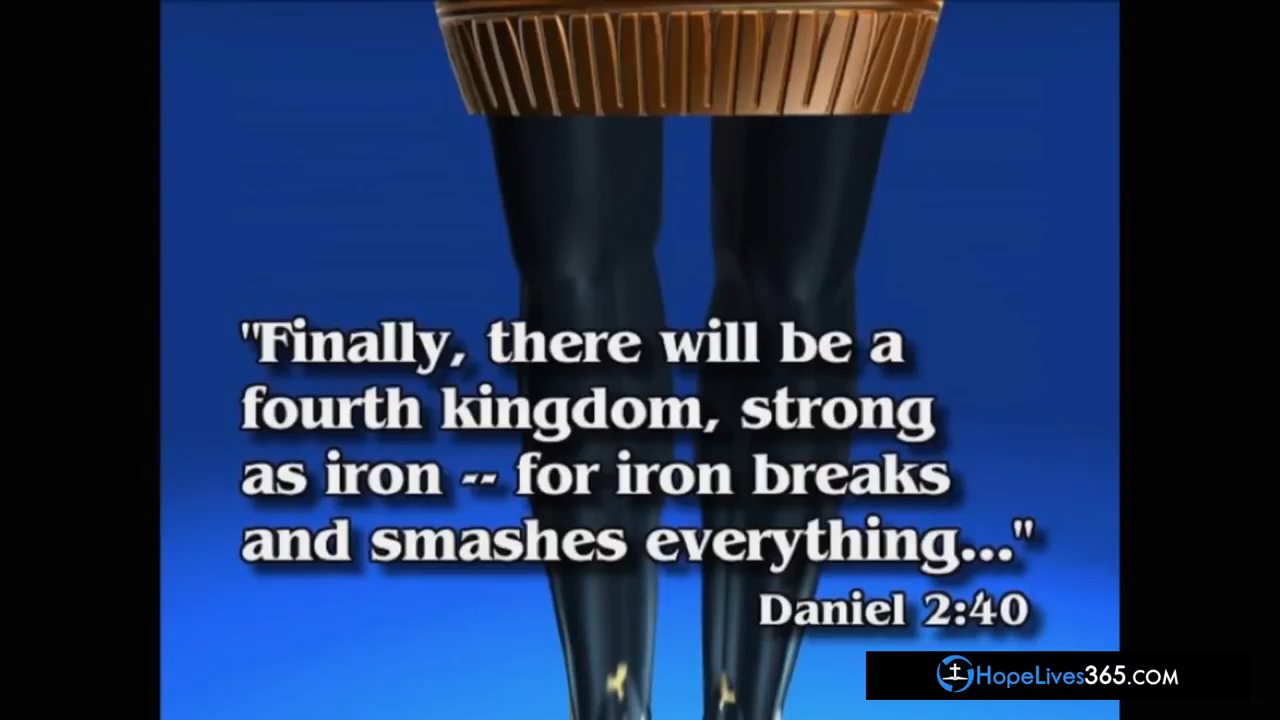 "Finally, there will be a
fourth kingdom, strong
as iron -- for iron breaks
and smashes everything..."
Daniel 2:40
HopeLives365.COM